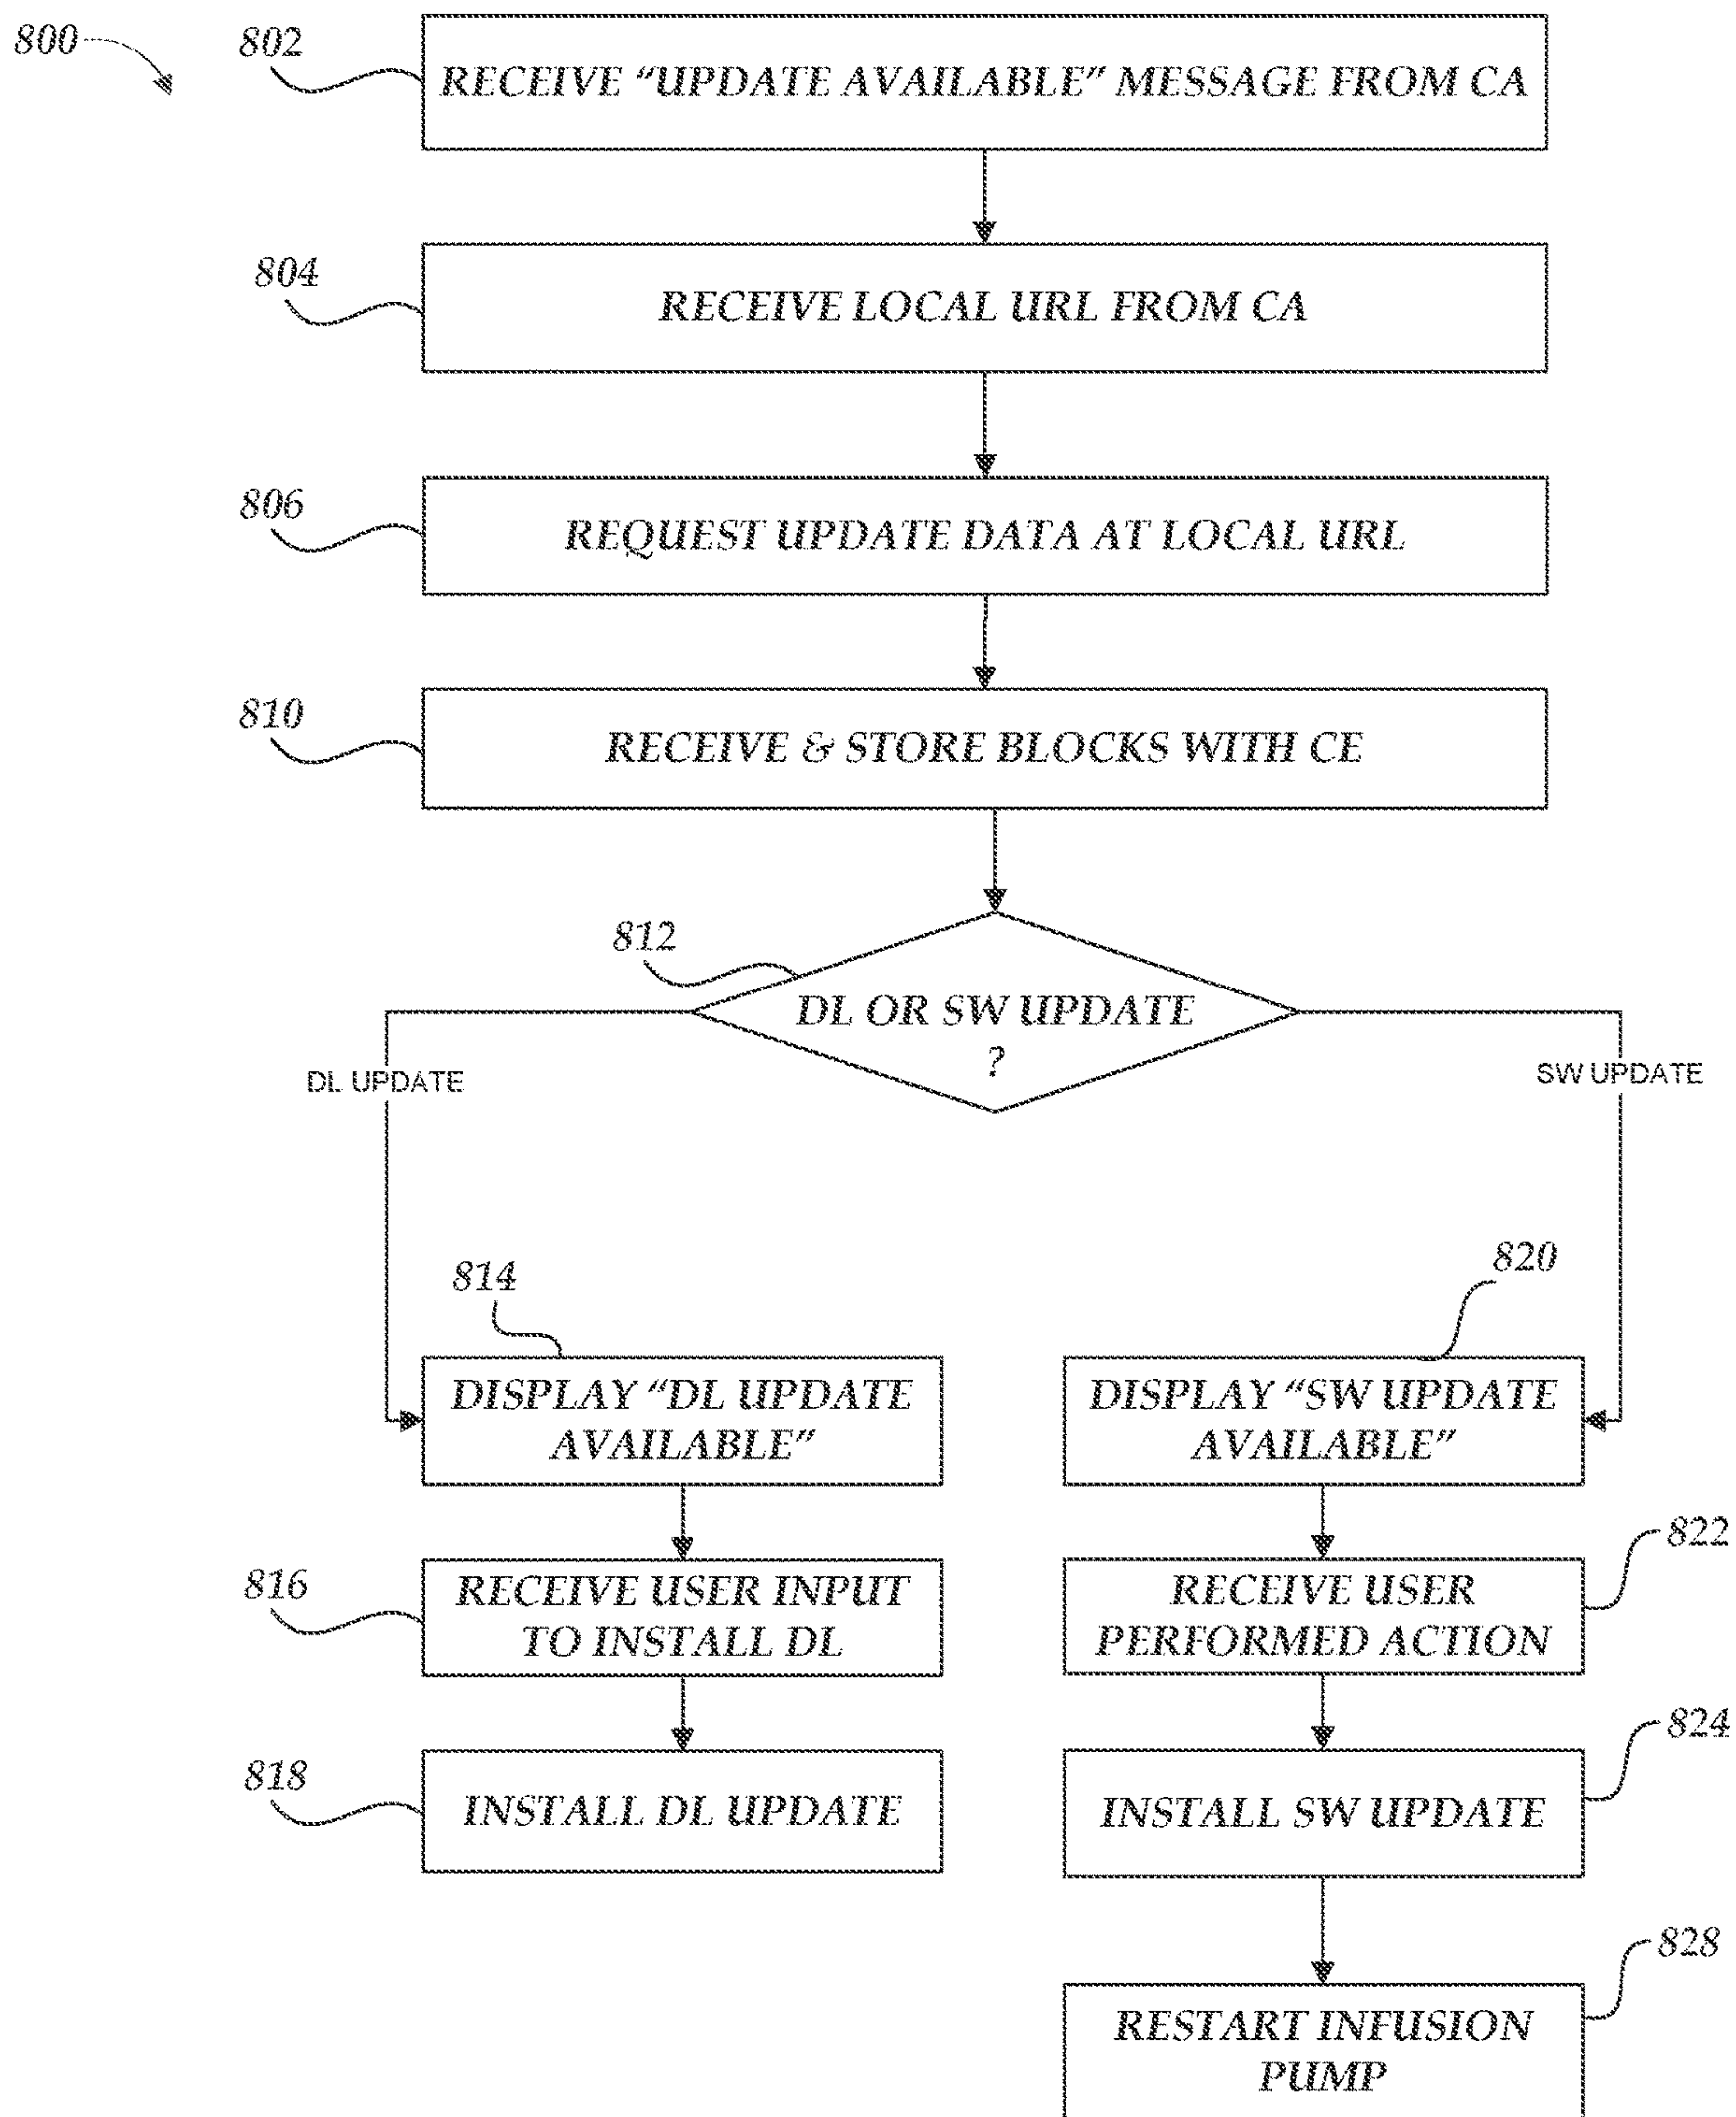 800
802
RECEIVE “UPDATE AVAILABLE” MESSAGE FROM CA
804
RECEIVE LOCAL URL FROM CA
806
REQUEST UPDATE DATA AT LOCAL URL
810
RECEIVE & STORE BLOCKS WITH CE
812
DL OR SW UPDATE
?
DL UPDATE
SW UPDATE
814
DISPLAY “DL UPDATE
AVAILABLE”
820
DISPLAY “SW UPDATE
AVAILABLE”
816
RECEIVE USER INPUT
TO INSTALL DL
822
RECEIVE USER
PERFORMED ACTION
818
INSTALL DL UPDATE
824
INSTALL SW UPDATE
828
RESTART INFUSION
PUMP